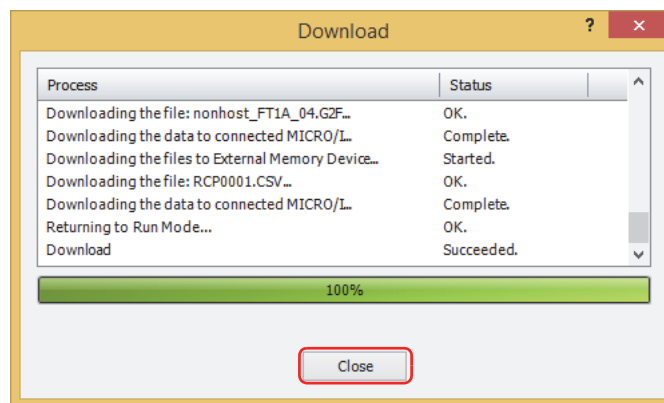 Download
? ×
Process Status
Downloading the file: nonhost_FT1A_04.G2F... OK.
Downloading the data to connected MICRO/I... Complete.
Downloading the files to External Memory Device... Started.
Downloading the file: RCP0001.CSV... OK.
Downloading the data to connected MICRO/I... Complete.
Returning to Run Mode... OK.
Download Succeeded.
100%
Close